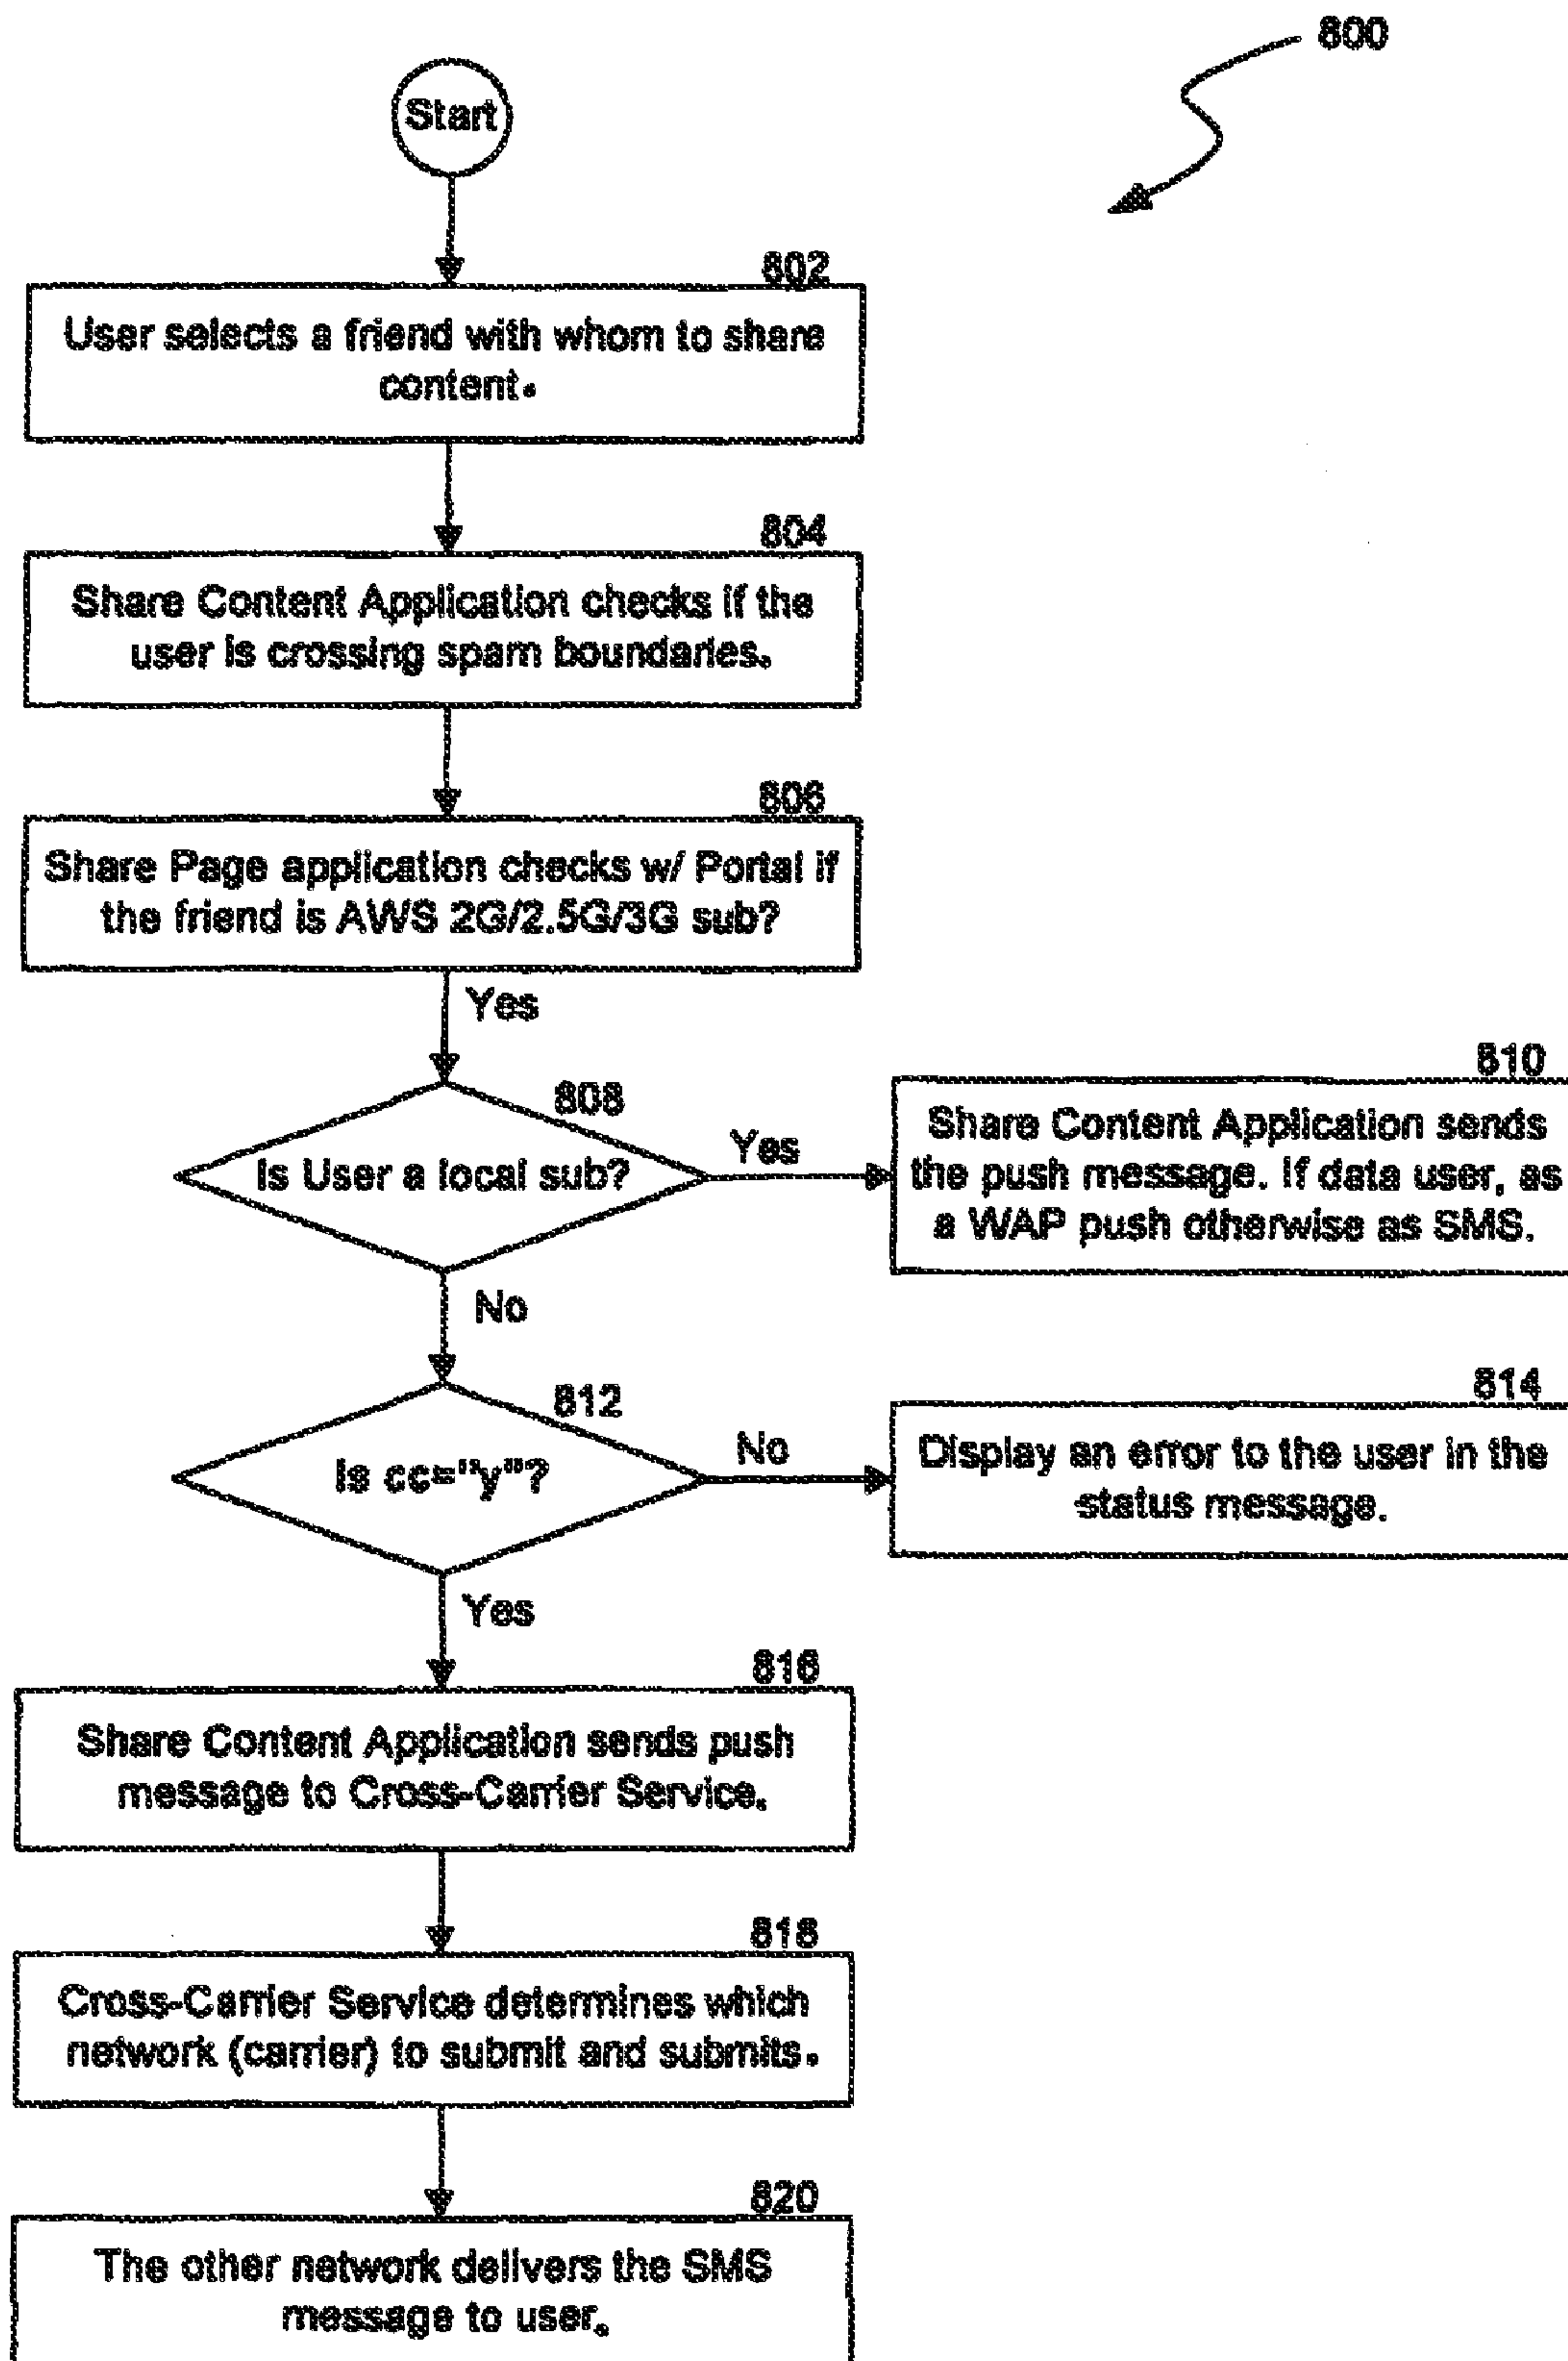 800
Start
802
User selects a friend with whom to share
content.
804
Share Content Application checks if the
user is crossing spam boundaries.
806
Share Page application checks w/ Portal if
the friend is AWS 2G/2.5G/3G sub?
Yes
808
Is User a local sub?
Yes
810
Share Content Application sends
the push message. If data user, as
a WAP push otherwise as SMS.
No
812
Is cc="y"?
No
814
Display an error to the user in the
status message.
Yes
816
Share Content Application sends push
message to Cross-Carrier Service.
818
Cross-Carrier Service determines which
network (carrier) to submit and submits.
820
The other network delivers the SMS
message to user.